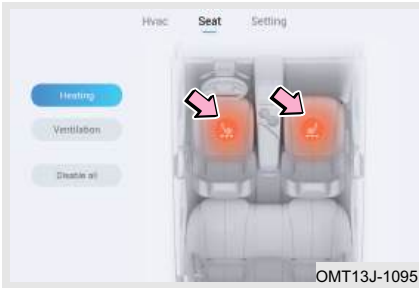 Hvac Seat Setting
Heating
Ventilation
Disable all
OMT13J-1095